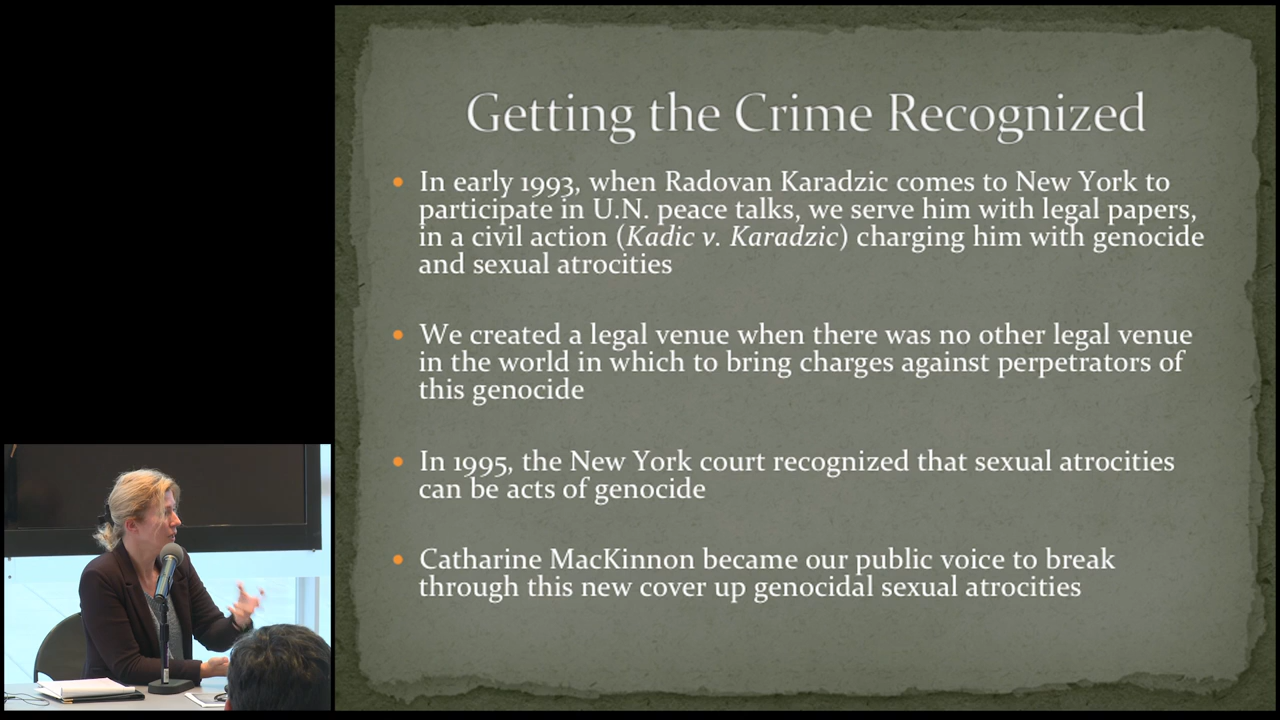 Getting the Crime Recognized
In early 1993, when Radovan Karadzic comes to New York to
participate in U.N. peace talks, we serve him with legal papers,
in a civil action (Kadic v. Karadzic) charging him with genocide
and sexual atrocities
We created a legal venue when there was no other legal venue
in the world in which to bring charges against perpetrators of
this genocide
In 1995, the New York court recognized that sexual atrocities
can be acts of genocide
Catharine MacKinnon became our public voice to break
through this new cover up genocidal sexual atrocities